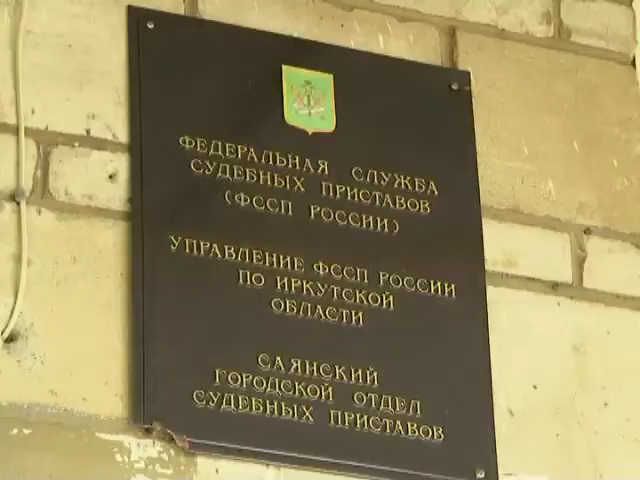 ФЕДЕРАЛЬНАЯ СЛУЖБА
СУДЕБНЫХ ПРИСТАВОВ
(ФССП РОССИИ)
УПРАВЛЕНИЕ ФССП РОССИИ
ПО ИРКУТСКОЙ
ОБЛАСТИ
САЯНСКИЙ
ГОРОДСКОЙ ОТДЕЛ
СУДЕБНЫХ ПРИСТАВОВ